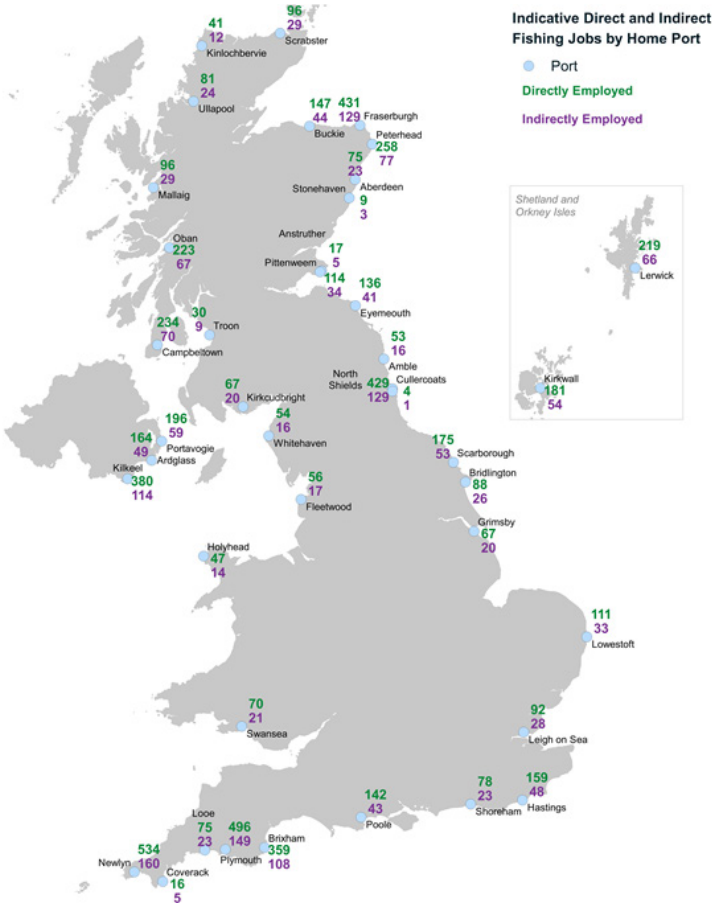 Indicative Direct and Indirect
Fishing Jobs by Home Port
Port
Directly Employed
Indirectly Employed
96
29
Scrabster
41
12
Kinlochbervie
81
24
Ullapool
147
44
Buckie
431
129
Fraserburgh
Peterhead
258
77
75
23
Aberdeen
Stonehaven
9
3
96
29
Mallaig
Oban
223
67
Anstruther
17
5
Pittenweem
114
34
136
41
Eyemouth
234
70
Campbeltown
30
9
Troon
53
16
Amble
Cullercoats
4
1
North
Shields
429
129
67
20
Kirkcudbright
54
16
Whitehaven
196
59
Portavogie
164
49
Ardglass
Kilkeel
380
114
56
17
Fleetwood
175
53
Scarborough
Bridlington
88
26
Grimsby
67
20
Holyhead
47
14
111
33
Lowestoft
70
21
Swansea
92
28
Leigh on Sea
159
48
Hastings
78
23
Shoreham
142
43
Poole
Looe
75
23
496
149
Plymouth
Brixham
359
108
534
160
Newlyn
Coverack
16
5
Shetland and
Orkney Isles
219
66
Lerwick
Kirkwall
181
54